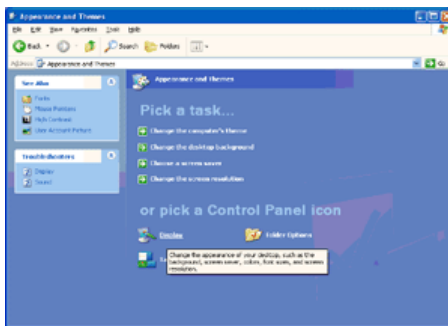 Appearance and Themes
File Edit View Favorites Tools Help
Back Search Folders
Address Appearance and Themes Go
See Also
Fonts
Mouse Pointers
High Contrast
User Account Picture
Troubleshooters
Display
Sound
Appearance and Themes
Pick a task...
Change the computer's theme
Change the desktop background
Choose a screen saver
Change the screen resolution
or pick a Control Panel icon
Display
Folder Options
Change the appearance of your desktop, such as the
background, screen saver, colors, font sizes, and screen
resolution.